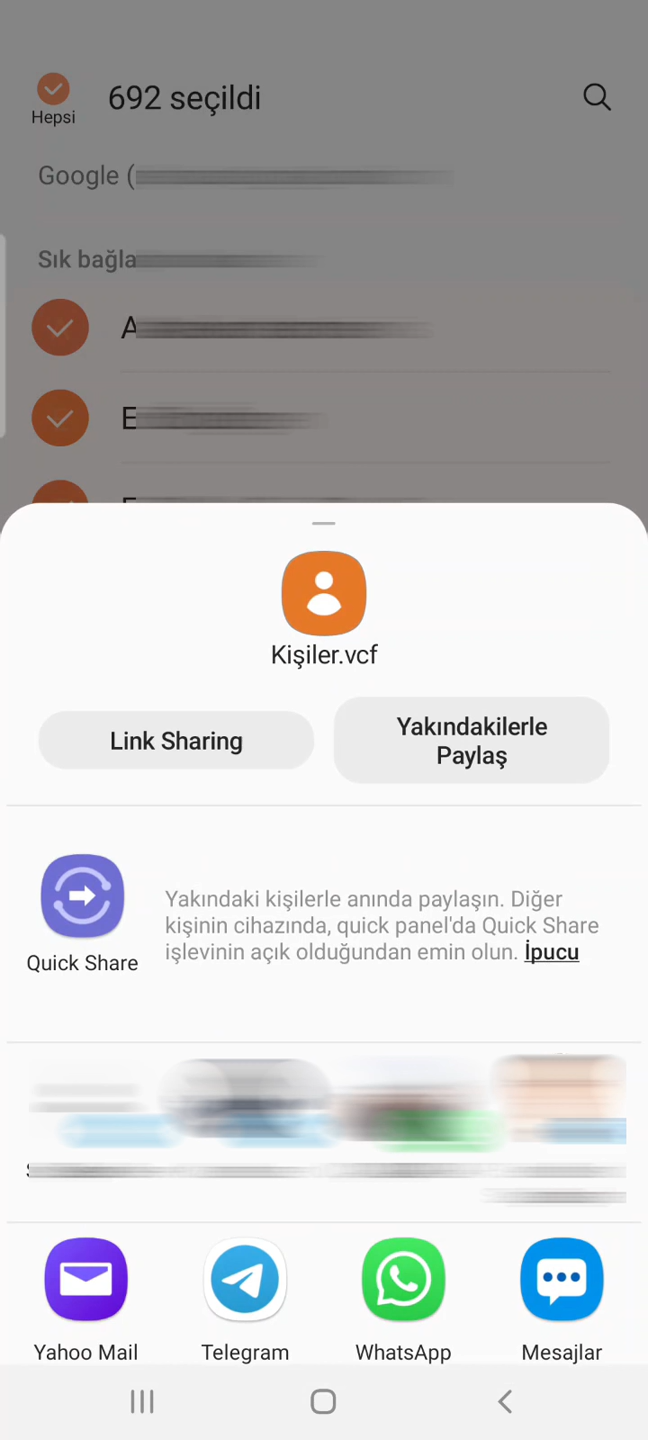 692 seçildi
Hepsi
Google (
Sık bağla
A
E
Kişiler.vcf
Link Sharing
Yakındakilerle
Paylaş
Yakındaki kişilerle anında paylaşın. Diğer
kişinin cihazında, quick panel'da Quick Share
işlevinin açık olduğundan emin olun. İpucu
Quick Share
Yahoo Mail
Telegram
WhatsApp
Mesajlar